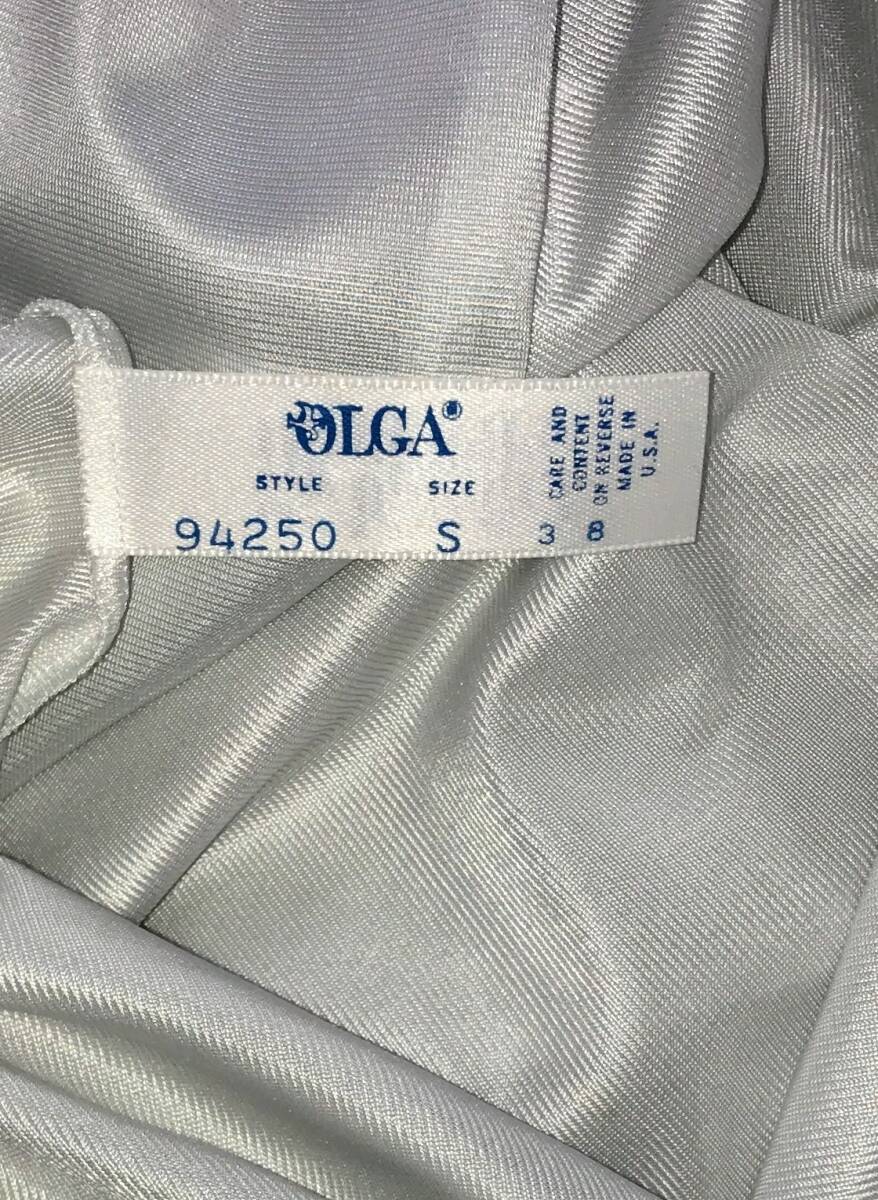 OLGA®
STYLE SIZE
94250 S 3 8
CARE AND
CONTENT
ON REVERSE
MADE IN
U.S.A.